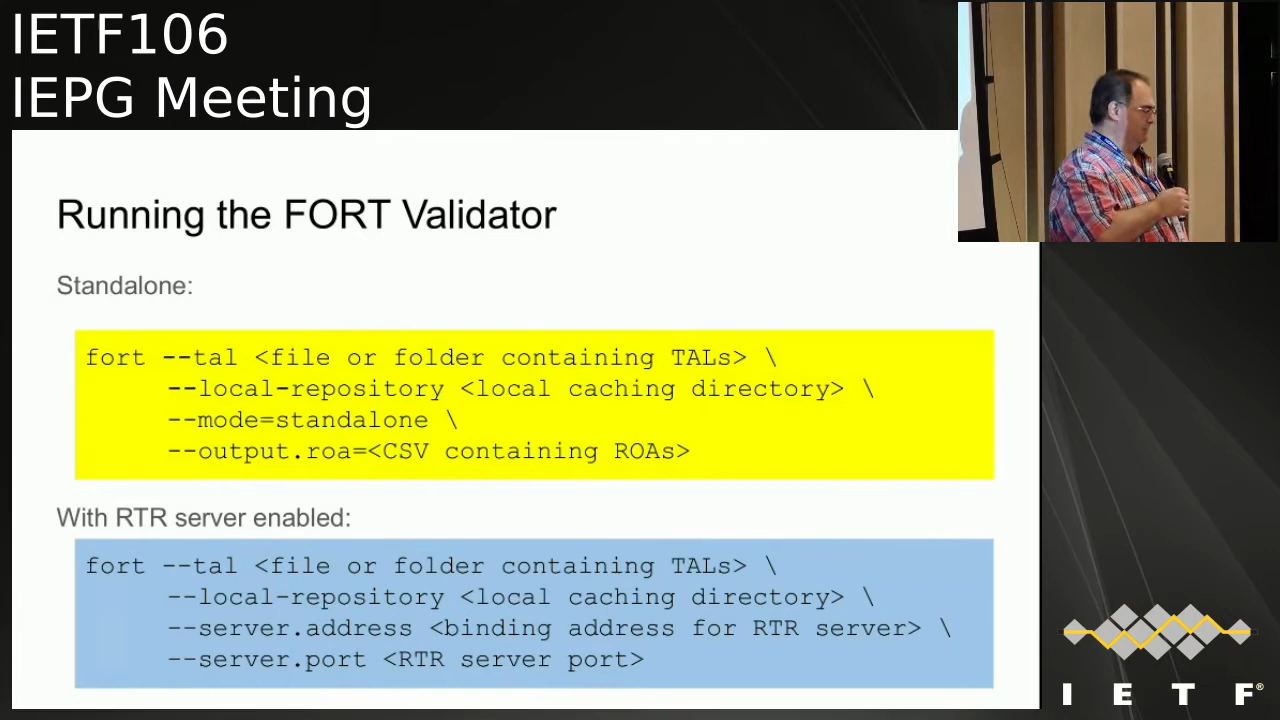 IETF106
IEPG Meeting
Running the FORT Validator
Standalone:
fort --tal <file or folder containing TALs> \
--local-repository <local caching directory> \
--mode=standalone \
--output.roa=<CSV containing ROAs>
With RTR server enabled:
fort --tal <file or folder containing TALs> \
--local-repository <local caching directory> \
--server.address <binding address for RTR server> \
--server.port <RTR server port>
I E T F®